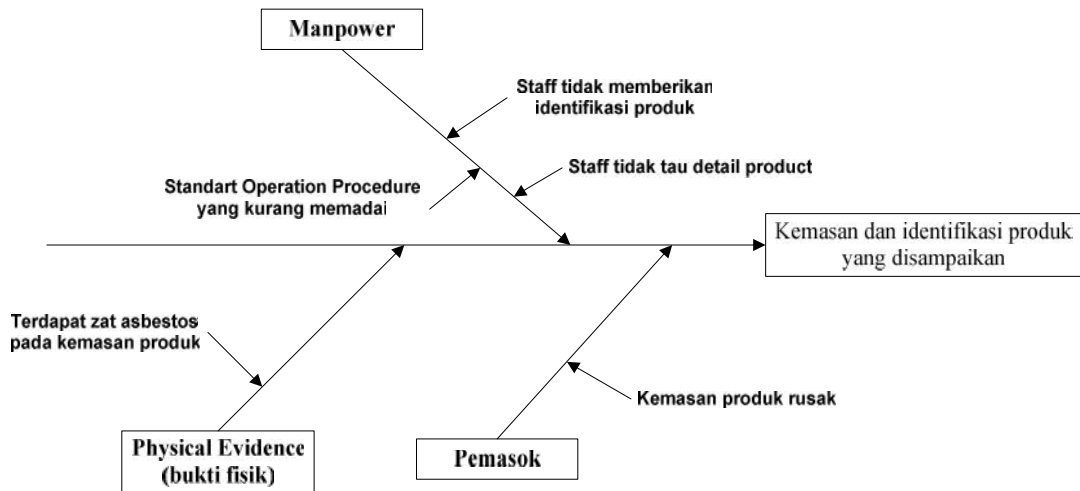 Manpower
Staff tidak memberikan
identifikasi produk
Staff tidak tau detail product
Standart Operation Procedure
yang kurang memadai
Kemasan dan identifikasi produk
yang disampaikan
Terdapat zat asbestos
pada kemasan produk
Kemasan produk rusak
Physical Evidence
(bukti fisik)
Pemasok